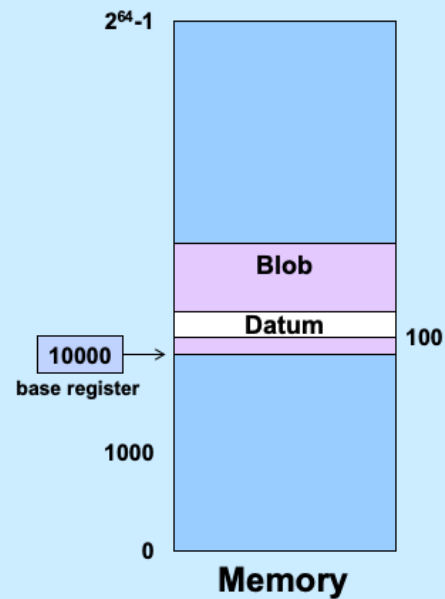 2⁶⁴-1
Blob
Datum
100
10000
base register
1000
0
Memory